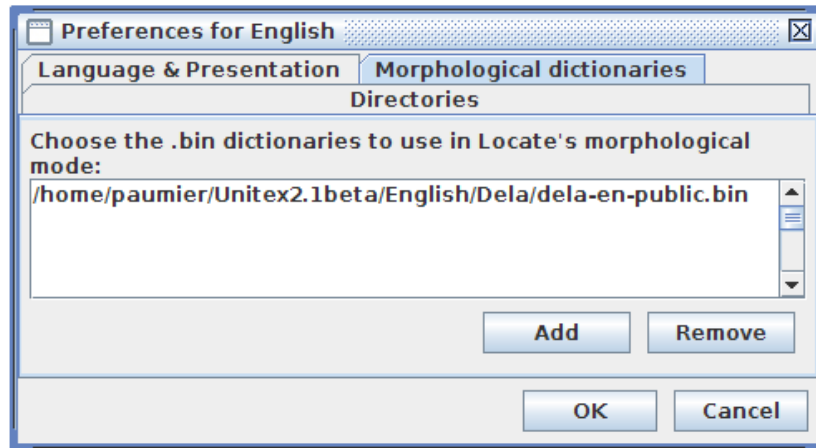 Preferences for English
Language & Presentation
Morphological dictionaries
Directories
Choose the .bin dictionaries to use in Locate's morphological
mode:
/home/paumier/Unitex2.1beta/English/Dela/dela-en-public.bin
Add
Remove
OK
Cancel